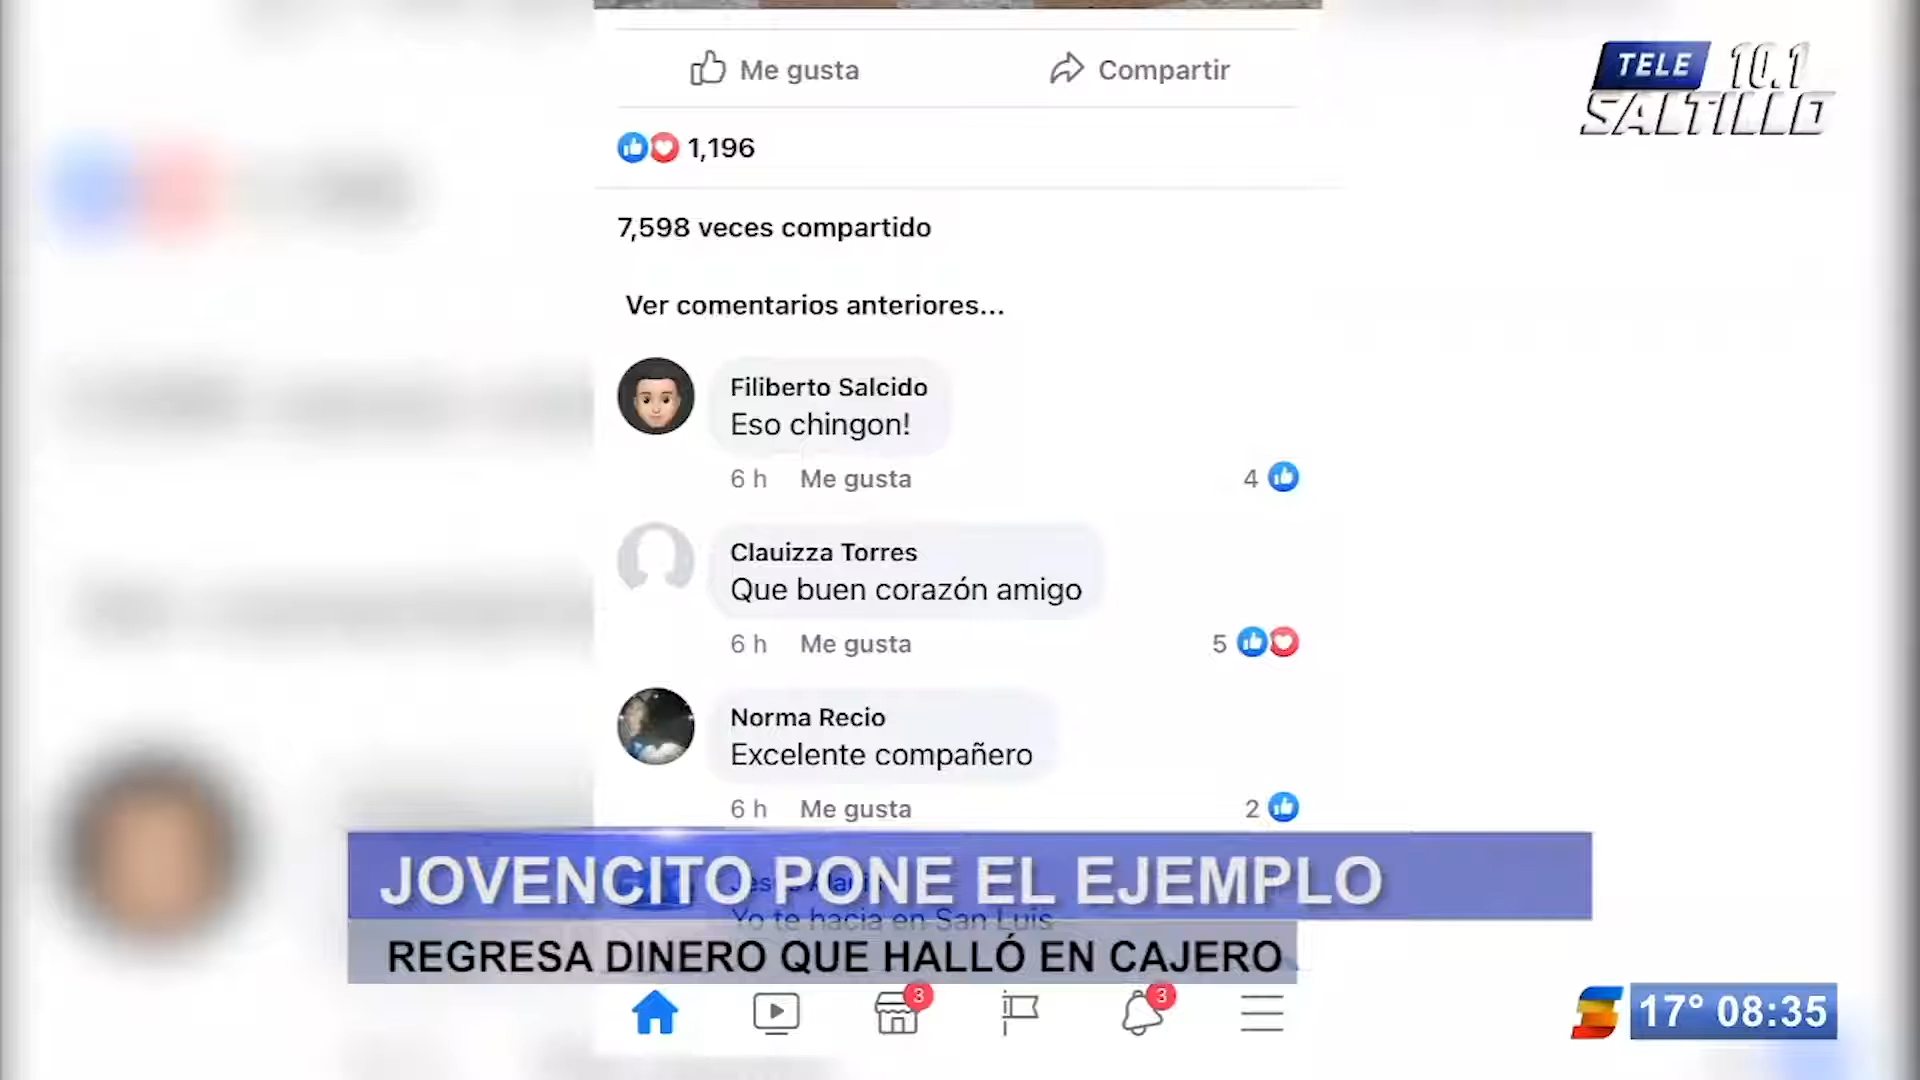 Me gusta
Compartir
TELE 10.1
SALTILLO
1,196
7,598 veces compartido
Ver comentarios anteriores...
Filiberto Salcido
Eso chingon!
6 h Me gusta 4
Clauizza Torres
Que buen corazón amigo
6 h Me gusta 5
Norma Recio
Excelente compañero
6 h Me gusta 2
JOVENCITO PONE EL EJEMPLO
Yo te hacia en San Luis
REGRESA DINERO QUE HALLÓ EN CAJERO
3
3
17° 08:35